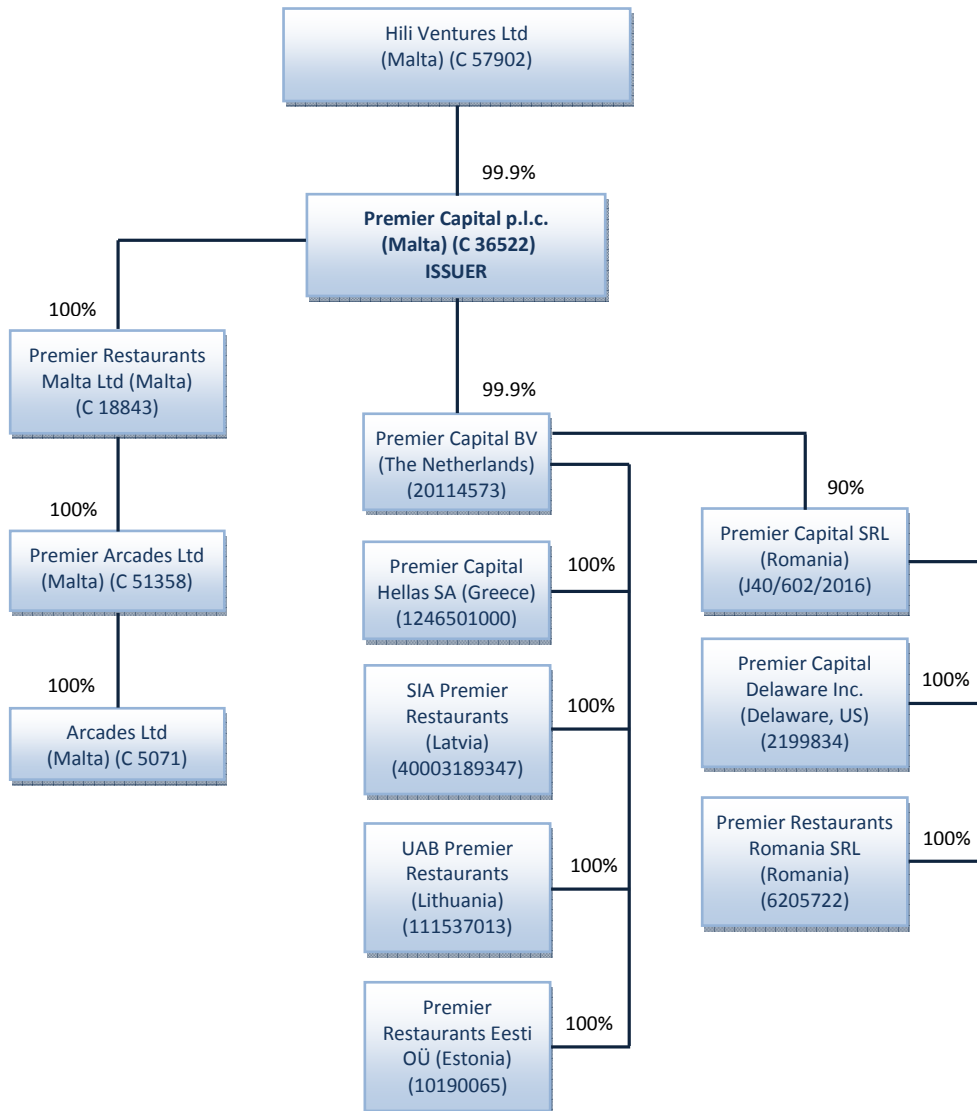 Hili Ventures Ltd
(Malta) (C 57902)
99.9%
Premier Capital p.l.c.
(Malta) (C 36522)
ISSUER
100%
Premier Restaurants
Malta Ltd (Malta)
(C 18843)
100%
Premier Arcades Ltd
(Malta) (C 51358)
100%
Arcades Ltd
(Malta) (C 5071)
99.9%
Premier Capital BV
(The Netherlands)
(20114573)
Premier Capital
Hellas SA (Greece)
(1246501000)
100%
SIA Premier
Restaurants
(Latvia)
(40003189347)
100%
UAB Premier
Restaurants
(Lithuania)
(111537013)
100%
Premier
Restaurants Eesti
OÜ (Estonia)
(10190065)
100%
90%
Premier Capital SRL
(Romania)
(J40/602/2016)
Premier Capital
Delaware Inc.
(Delaware, US)
(2199834)
100%
Premier Restaurants
Romania SRL
(Romania)
(6205722)
100%